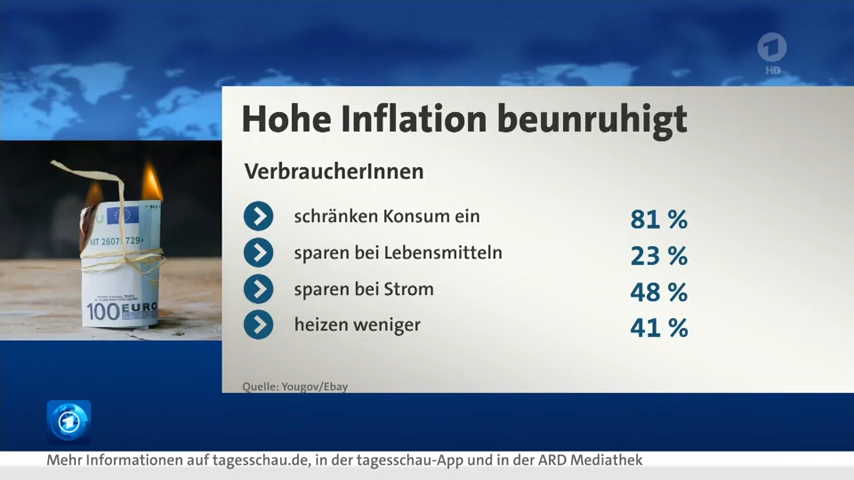 1
HD
Hohe Inflation beunruhigt
VerbraucherInnen
schränken Konsum ein 81 %
sparen bei Lebensmitteln 23 %
sparen bei Strom 48 %
heizen weniger 41 %
100 EURO
Quelle: Yougov/Ebay
1
Mehr Informationen auf tagesschau.de, in der tagesschau-App und in der ARD Mediathek